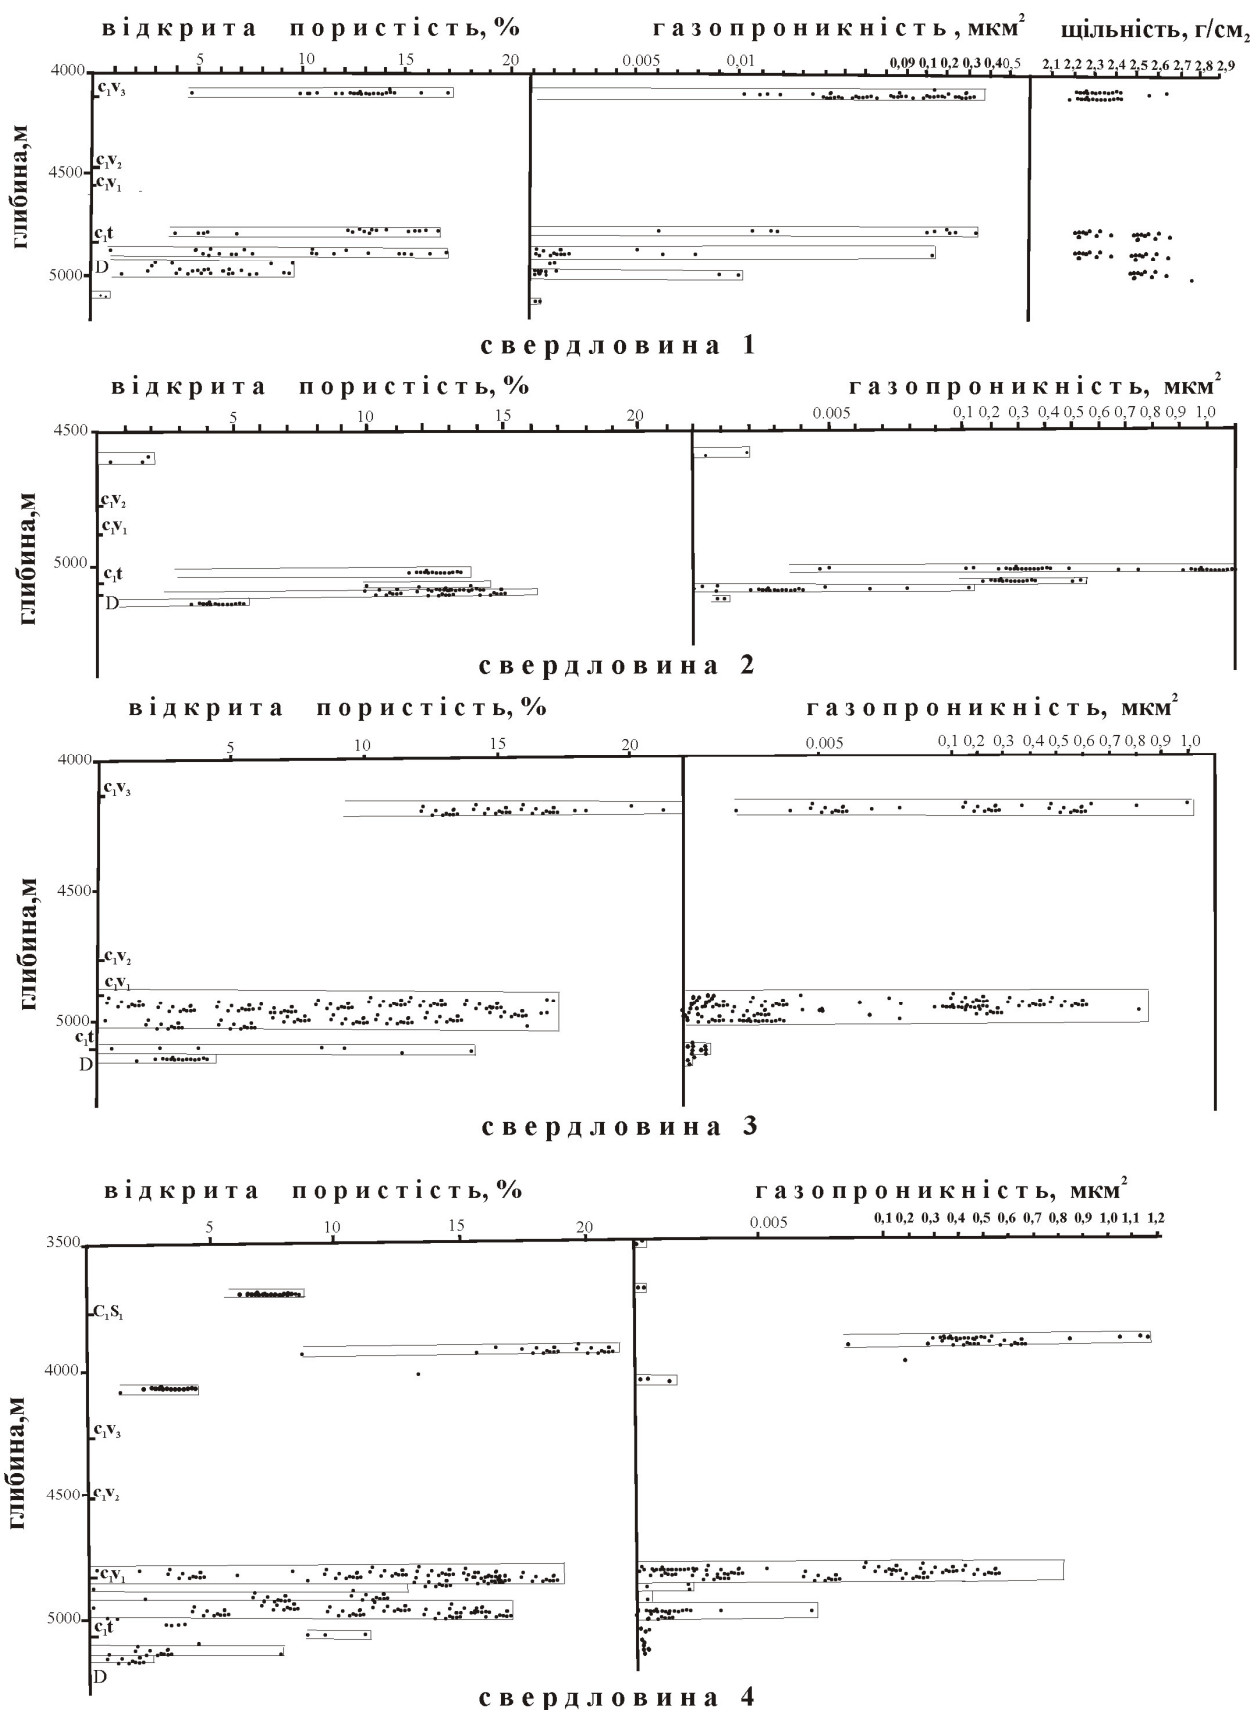 відкрита пористість, % газопроникність, мкм² щільність, г/см₂
5 10 15 20 0.005 0,01 0,09 0,1 0,2 0,3 0,4 0,5 2,1 2,2 2,3 2,4 2,5 2,6 2,7 2,8 2,9
4000
c₁v₃
4500
c₁v₂
c₁v₁
c₁t
D
5000
глибина,м
свердловина 1
відкрита пористість, % газопроникність, мкм²
5 10 15 20 0.005 0,1 0,2 0,3 0,4 0,5 0,6 0,7 0,8 0,9 1,0
4500
c₁v₂
c₁v₁
5000
c₁t
D
глибина,м
свердловина 2
відкрита пористість, % газопроникність, мкм²
5 10 15 20 0.005 0,1 0,2 0,3 0,4 0,5 0,6 0,7 0,8 0,9 1,0
4000
c₁v₃
4500
c₁v₂
c₁v₁
5000
c₁t
D
глибина,м
свердловина 3
відкрита пористість, % газопроникність, мкм²
5 10 15 20 0.005 0,1 0,2 0,3 0,4 0,5 0,6 0,7 0,8 0,9 1,0 1,1 1,2
3500
C₁S₁
4000
c₁v₃
4500
c₁v₂
c₁v₁
5000
c₁t
D
глибина,м
свердловина 4